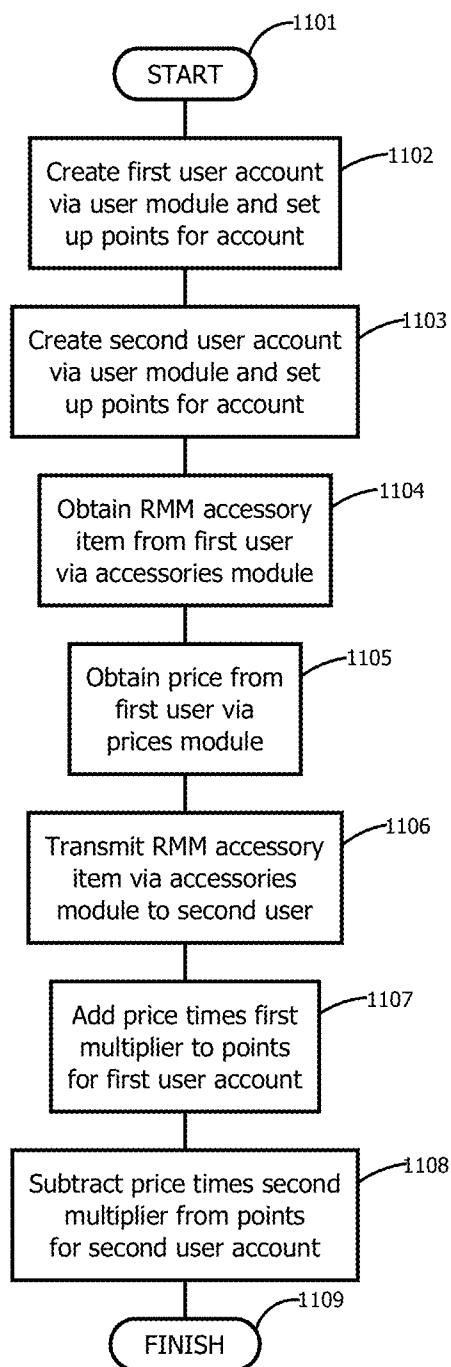 1101
START
1102
Create first user account
via user module and set
up points for account
1103
Create second user account
via user module and set
up points for account
1104
Obtain RMM accessory
item from first user
via accessories module
1105
Obtain price from
first user via
prices module
1106
Transmit RMM accessory
item via accessories
module to second user
1107
Add price times first
multiplier to points
for first user account
1108
Subtract price times second
multiplier from points
for second user account
1109
FINISH